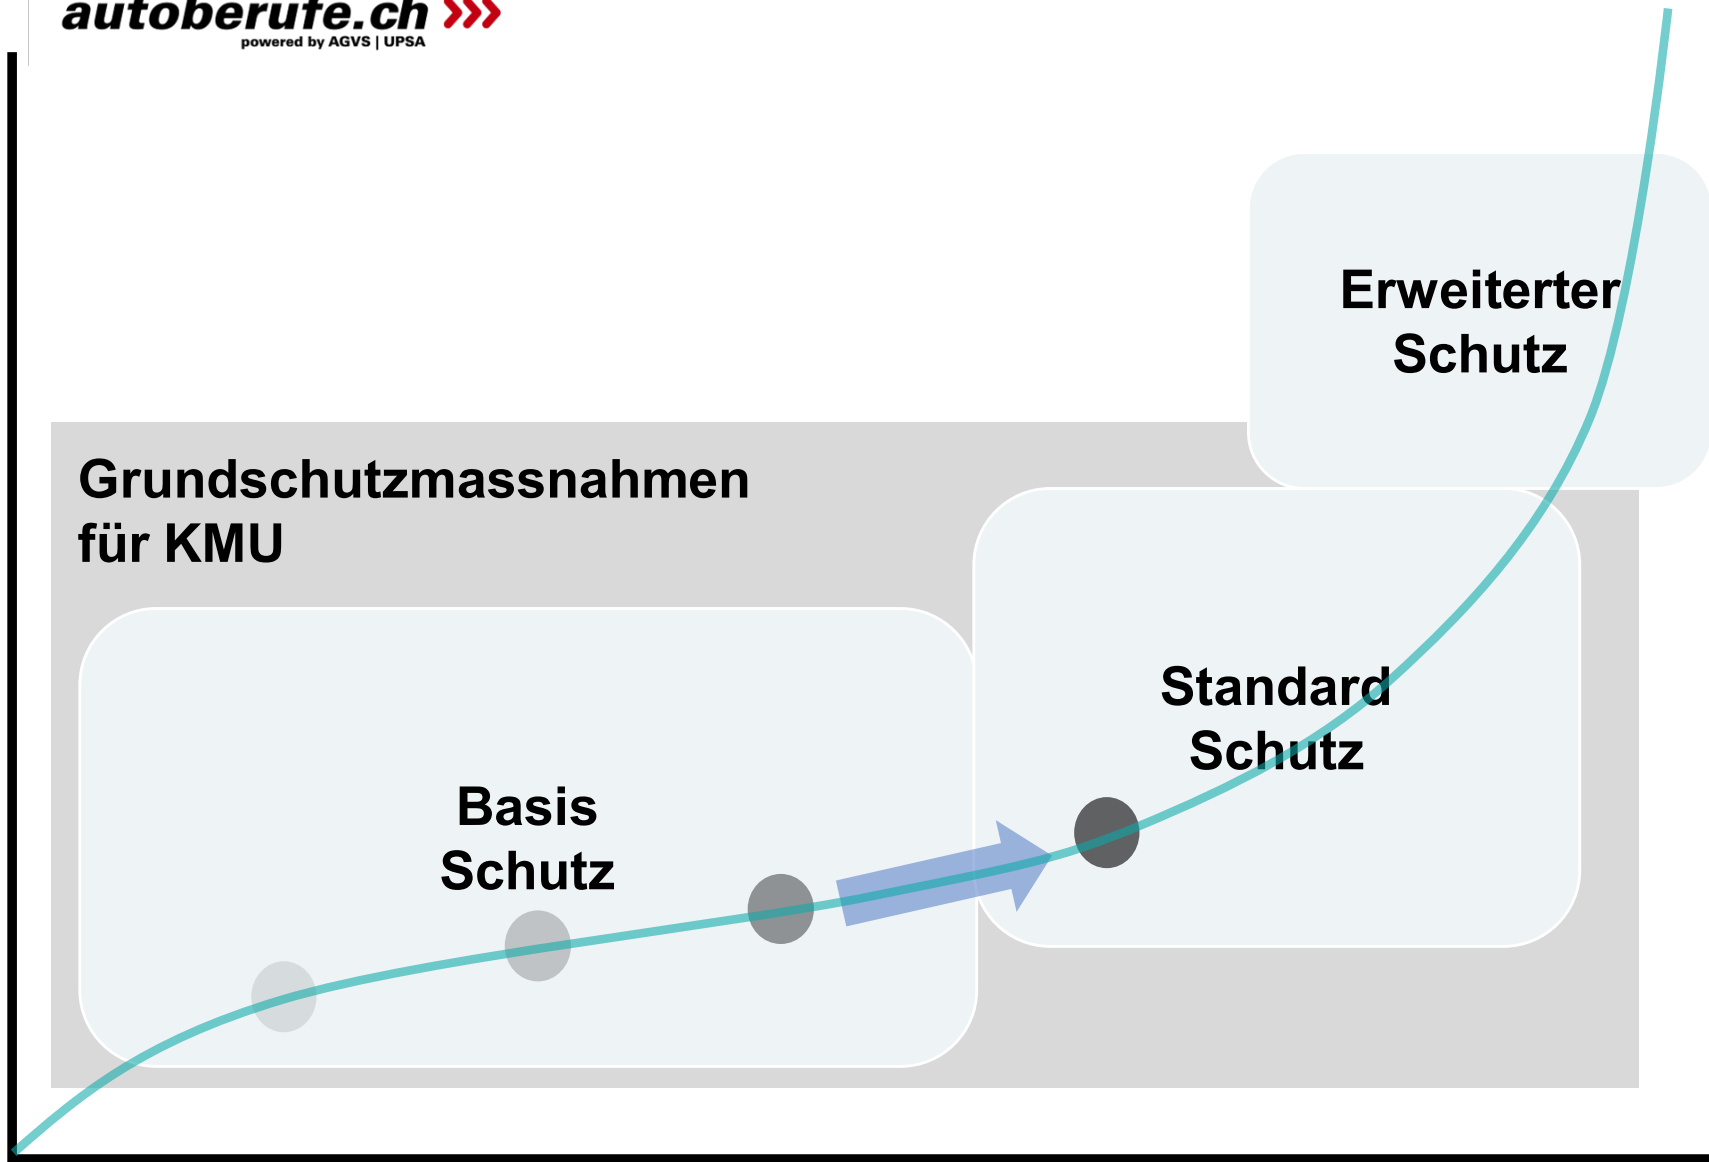 autoberufe.ch
powered by AGVS | UPSA
Erweiterter
Schutz
Grundschutzmassnahmen
für KMU
Standard
Schutz
Basis
Schutz